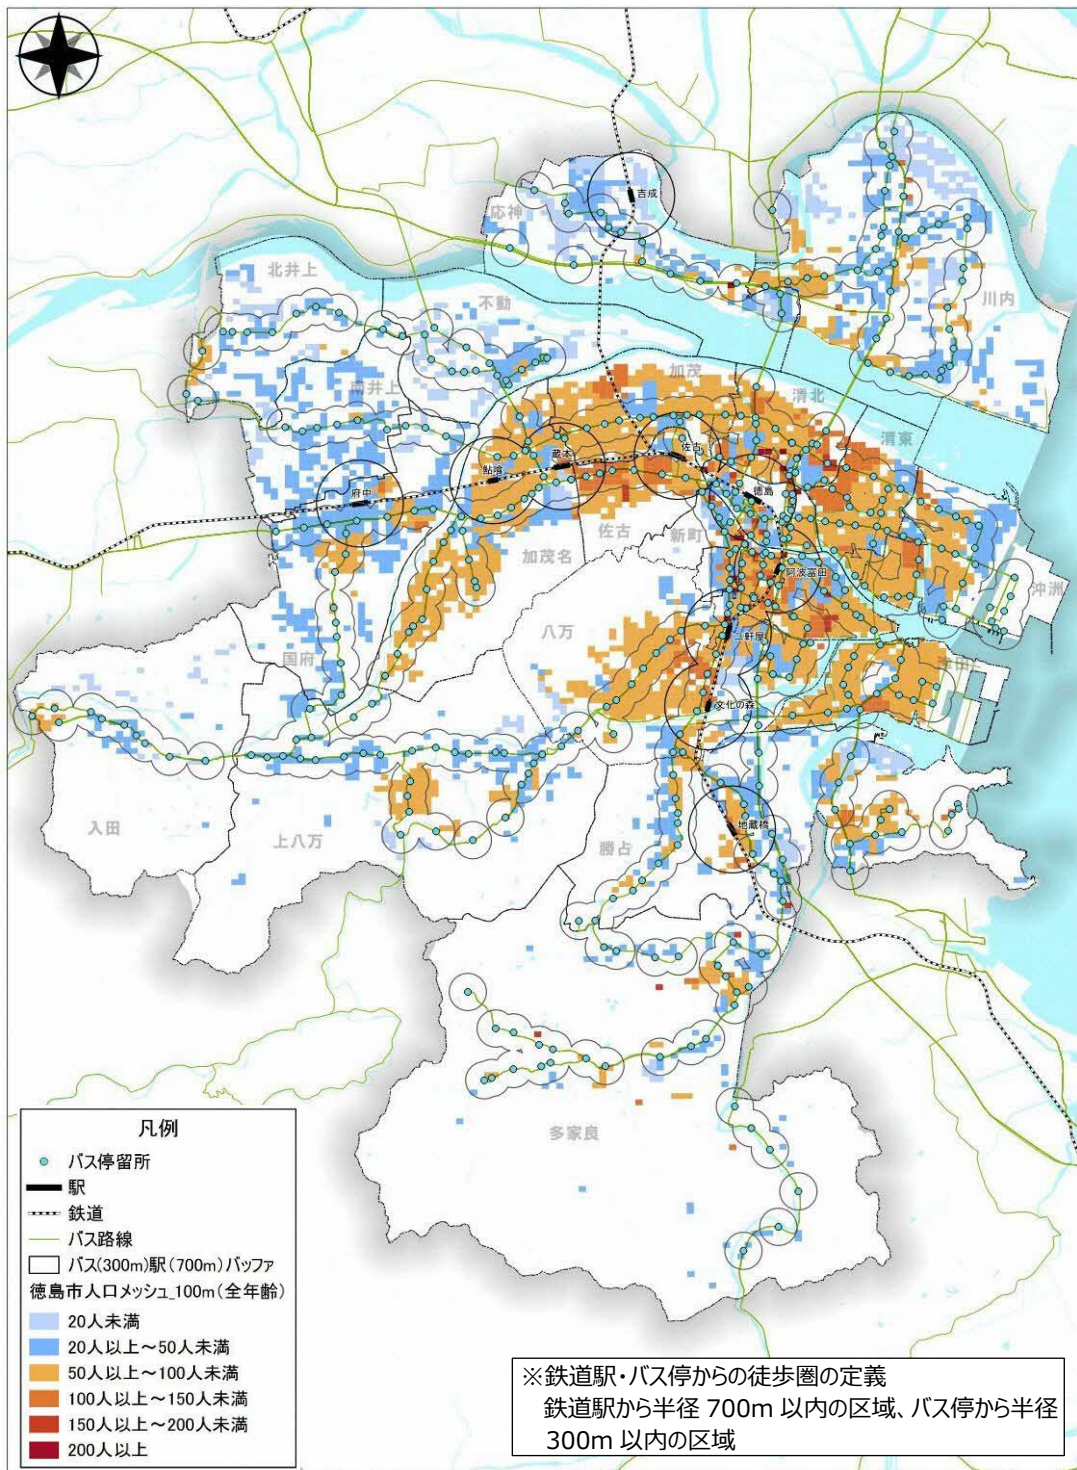 吉成
応神
北井上
川内
不動
加茂
南井上
渭北
渭東
佐古
蔵本
鮎喰
徳島
府中
佐古
新町
加茂名
阿波富田
沖洲
八万
二軒屋
国府
文化の森
地蔵橋
入田
上八万
勝占
多家良
凡例
バス停留所
駅
鉄道
バス路線
バス(300m)駅(700m)バッファ
徳島市人口メッシュ_100m(全年齢)
20人未満
20人以上～50人未満
50人以上～100人未満
100人以上～150人未満
150人以上～200人未満
200人以上
※鉄道駅・バス停からの徒歩圏の定義
鉄道駅から半径 700m 以内の区域、バス停から半径
300m 以内の区域